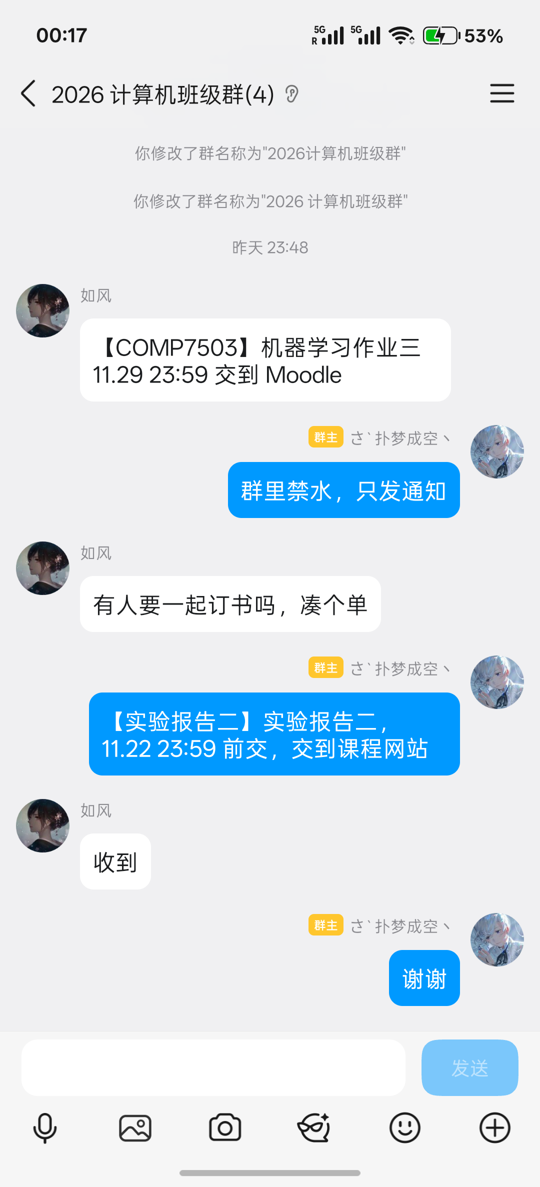 00:17
5G R 5G 53%
2026 计算机班级群(4)
你修改了群名称为"2026计算机班级群"
你修改了群名称为"2026 计算机班级群"
昨天 23:48
如风
【COMP7503】机器学习作业三
11.29 23:59 交到 Moodle
群主 さ`扑梦成空丶
群里禁水，只发通知
如风
有人要一起订书吗，凑个单
群主 さ`扑梦成空丶
【实验报告二】实验报告二，
11.22 23:59 前交，交到课程网站
如风
收到
群主 さ`扑梦成空丶
谢谢
发送